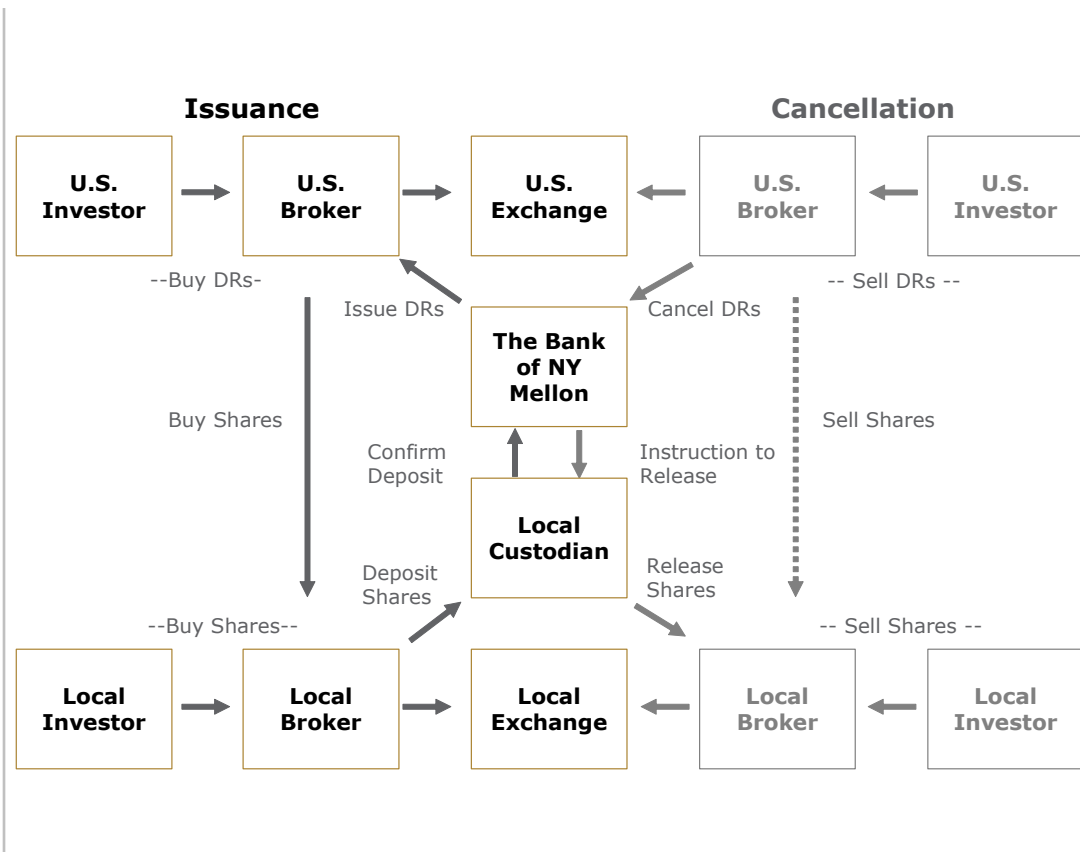 Issuance
Cancellation
U.S.
Investor
U.S.
Broker
U.S.
Exchange
U.S.
Broker
U.S.
Investor
--Buy DRs-
-- Sell DRs --
Issue DRs
Cancel DRs
The Bank
of NY
Mellon
Buy Shares
Sell Shares
Confirm
Deposit
Instruction to
Release
Local
Custodian
Deposit
Shares
Release
Shares
--Buy Shares--
-- Sell Shares --
Local
Investor
Local
Broker
Local
Exchange
Local
Broker
Local
Investor